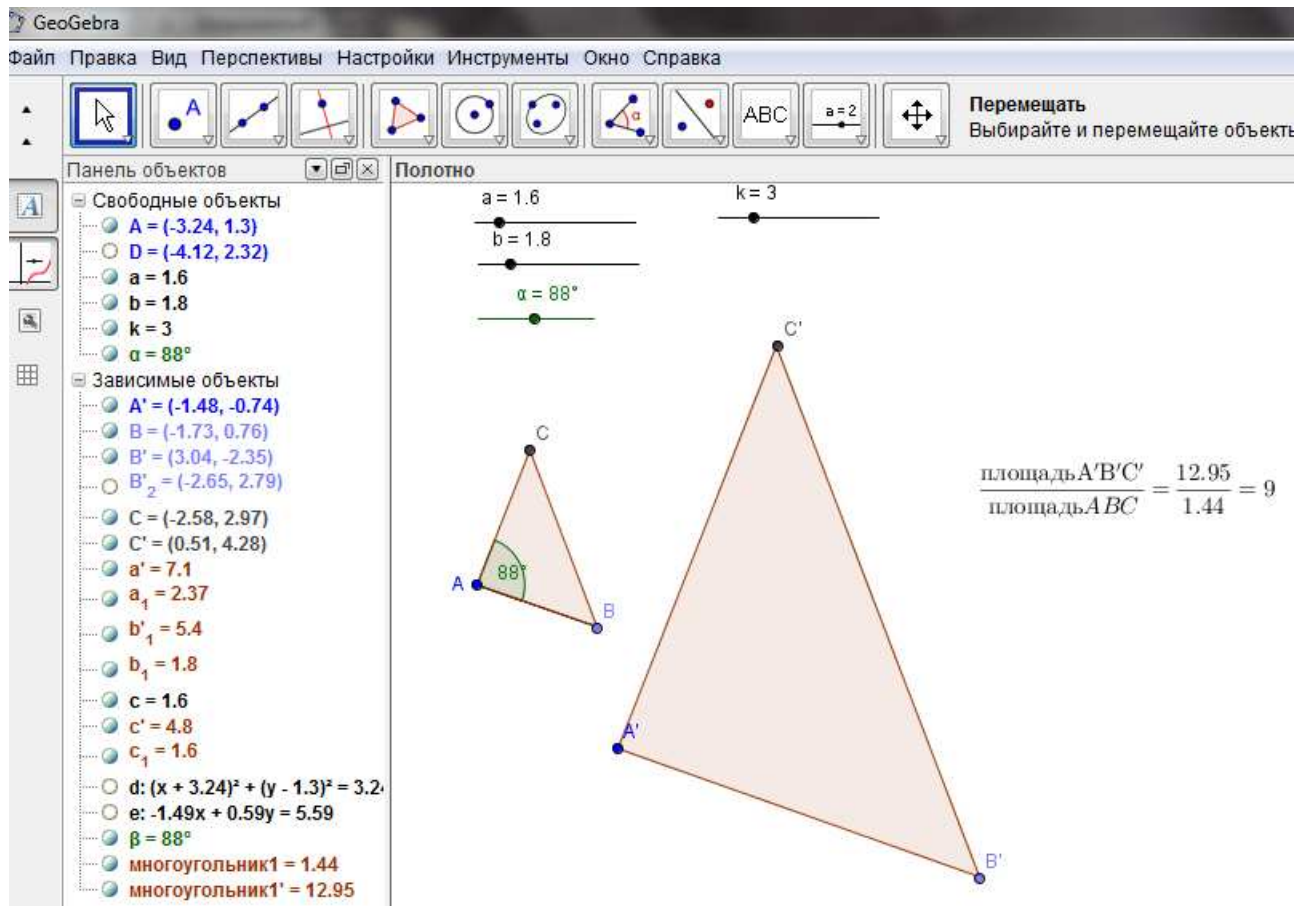 GeoGebra
Файл Правка Вид Перспективы Настройки Инструменты Окно Справка
A
α
ABC
a=2
Перемещать
Выбирайте и перемещайте объекты
Панель объектов
Полотно
Свободные объекты
A = (-3.24, 1.3)
D = (-4.12, 2.32)
a = 1.6
b = 1.8
k = 3
α = 88°
Зависимые объекты
A' = (-1.48, -0.74)
B = (-1.73, 0.76)
B' = (3.04, -2.35)
B'₂ = (-2.65, 2.79)
C = (-2.58, 2.97)
C' = (0.51, 4.28)
a' = 7.1
a₁ = 2.37
b'₁ = 5.4
b₁ = 1.8
c = 1.6
c' = 4.8
c₁ = 1.6
d: (x + 3.24)² + (y - 1.3)² = 3.24
e: -1.49x + 0.59y = 5.59
β = 88°
многоугольник1 = 1.44
многоугольник1' = 12.95
a = 1.6
k = 3
b = 1.8
α = 88°
C'
C
A
88°
B
A'
B'
площадьA'B'C' / площадьABC = 12.95 / 1.44 = 9